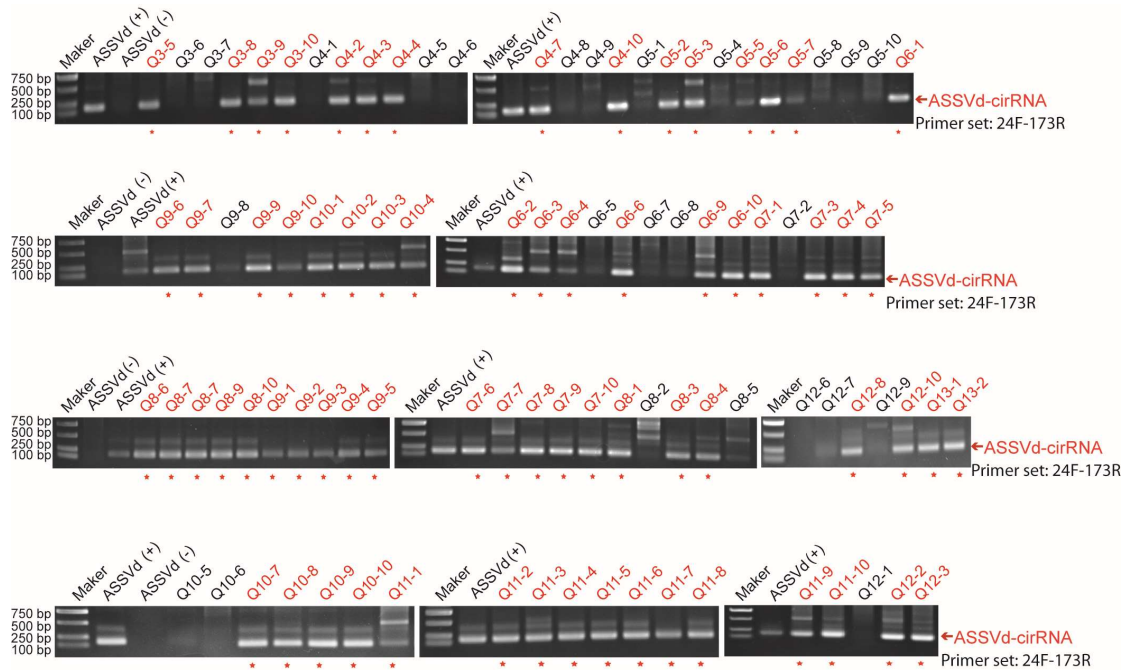 Maker ASSVd (+) ASSVd (-) Q3-5 Q3-6 Q3-7 Q3-8 Q3-9 Q3-10 Q4-1 Q4-2 Q4-3 Q4-4 Q4-5 Q4-6
Maker ASSVd (+) Q4-7 Q4-8 Q4-9 Q4-10 Q5-1 Q5-2 Q5-3 Q5-4 Q5-5 Q5-6 Q5-7 Q5-8 Q5-9 Q5-10 Q6-1
750 bp
500 bp
250 bp
100 bp
←ASSVd-cirRNA
Primer set: 24F-173R
* * * * * * * * * * * * * * *
Maker ASSVd (-) ASSVd(+) Q9-6 Q9-7 Q9-8 Q9-9 Q9-10 Q10-1 Q10-2 Q10-3 Q10-4
Maker ASSVd (+) Q6-2 Q6-3 Q6-4 Q6-5 Q6-6 Q6-7 Q6-8 Q6-9 Q6-10 Q7-1 Q7-2 Q7-3 Q7-4 Q7-5
750 bp
500 bp
250 bp
100 bp
←ASSVd-cirRNA
Primer set: 24F-173R
* * * * * * * * * * * * * * * * * *
Maker ASSVd (-) ASSVd (+) Q8-6 Q8-7 Q8-7 Q8-9 Q8-10 Q9-1 Q9-2 Q9-3 Q9-4 Q9-5
Maker ASSVd (+) Q7-6 Q7-7 Q7-8 Q7-9 Q7-10 Q8-1 Q8-2 Q8-3 Q8-4 Q8-5
Maker Q12-6 Q12-7 Q12-8 Q12-9 Q12-10 Q13-1 Q13-2
750 bp
500 bp
250 bp
100 bp
←ASSVd-cirRNA
Primer set: 24F-173R
* * * * * * * * * * * * * * * * * * * * * *
Maker ASSVd (+) ASSVd (-) Q10-5 Q10-6 Q10-7 Q10-8 Q10-9 Q10-10 Q11-1
Maker ASSVd (+) Q11-2 Q11-3 Q11-4 Q11-5 Q11-6 Q11-7 Q11-8
Maker ASSVd (+) Q11-9 Q11-10 Q12-1 Q12-2 Q12-3
750 bp
500 bp
250 bp
100 bp
←ASSVd-cirRNA
Primer set: 24F-173R
* * * * * * * * * * * * * * * *